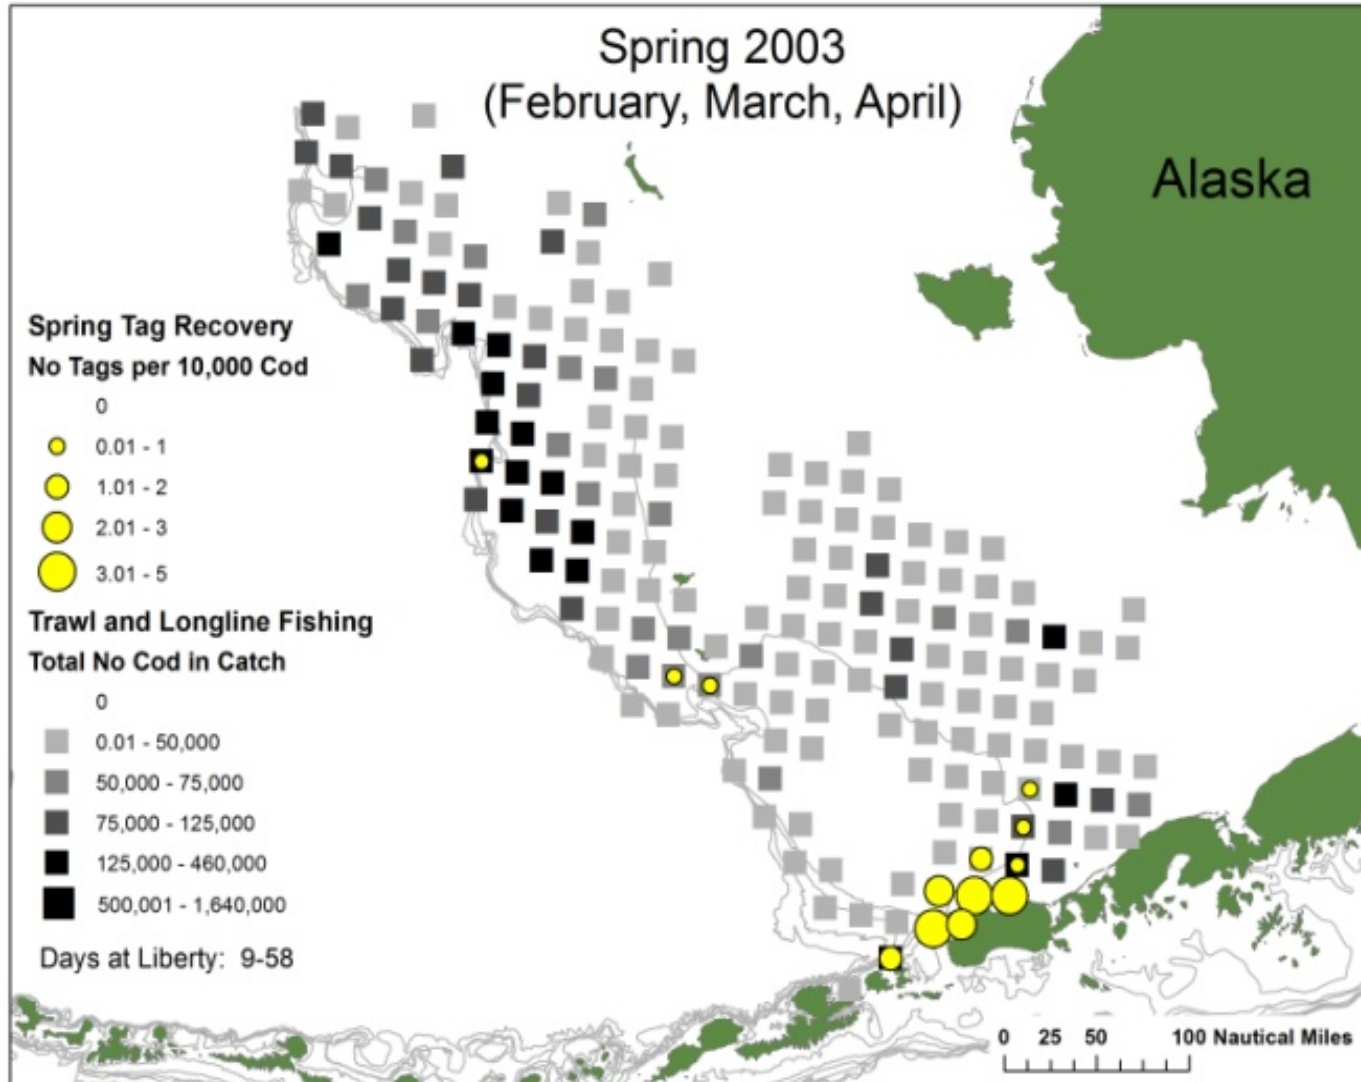 Spring 2003
(February, March, April)
Alaska
Spring Tag Recovery
No Tags per 10,000 Cod
0
0.01 - 1
1.01 - 2
2.01 - 3
3.01 - 5
Trawl and Longline Fishing
Total No Cod in Catch
0
0.01 - 50,000
50,000 - 75,000
75,000 - 125,000
125,000 - 460,000
500,001 - 1,640,000
Days at Liberty: 9-58
0 25 50 100 Nautical Miles